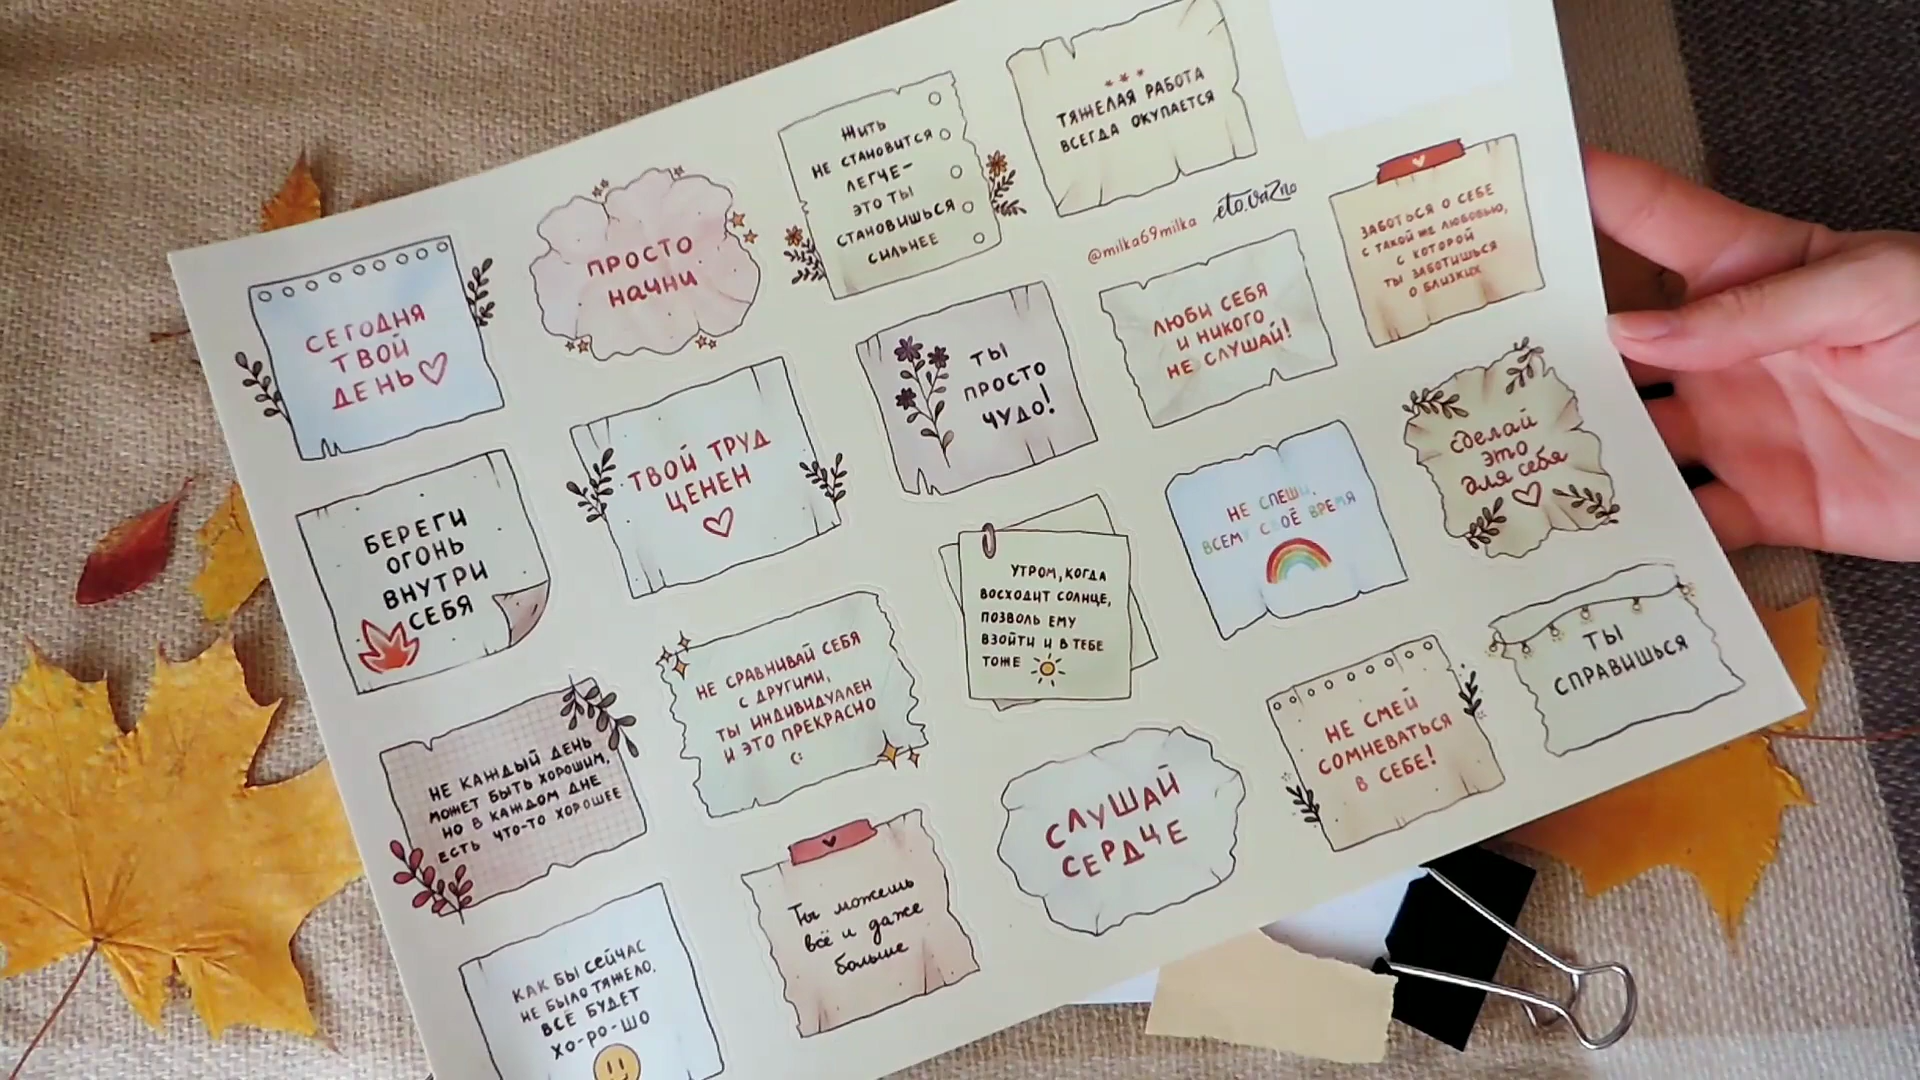 СЕГОДНЯ
ТВОЙ
ДЕНЬ
ПРОСТО
НАЧНИ
ЖИТЬ
НЕ СТАНОВИТСЯ
ЛЕГЧЕ-
ЭТО ТЫ
СТАНОВИШЬСЯ
СИЛЬНЕЕ
* * *
ТЯЖЕЛАЯ РАБОТА
ВСЕГДА ОКУПАЕТСЯ
@milka69milka
eto.vaZno
ЗАБОТЬСЯ О СЕБЕ
С ТАКОЙ ЖЕ ЛЮБОВЬЮ,
С КОТОРОЙ
ТЫ ЗАБОТИШЬСЯ
О БЛИЗКИХ
БЕРЕГИ
ОГОНЬ
ВНУТРИ
СЕБЯ
ТВОЙ ТРУД
ЦЕНЕН
ТЫ
ПРОСТО
ЧУДО!
ЛЮБИ СЕБЯ
И НИКОГО
НЕ СЛУШАЙ!
сделай
это
для себя
НЕ СПЕШИ.
ВСЕМУ СВОЁ ВРЕМЯ
УТРОМ, КОГДА
ВОСХОДИТ СОЛНЦЕ,
ПОЗВОЛЬ ЕМУ
ВЗОЙТИ И В ТЕБЕ
ТОЖЕ
НЕ СРАВНИВАЙ СЕБЯ
С ДРУГИМИ,
ТЫ ИНДИВИДУАЛЕН
И ЭТО ПРЕКРАСНО
С:
НЕ КАЖДЫЙ ДЕНЬ
МОЖЕТ БЫТЬ ХОРОШИМ,
НО В КАЖДОМ ДНЕ
ЕСТЬ ЧТО-ТО ХОРОШЕЕ
ТЫ
СПРАВИШЬСЯ
НЕ СМЕЙ
СОМНЕВАТЬСЯ
В СЕБЕ!
СЛУШАЙ
СЕРДЦЕ
Ты можешь
всё и даже
больше
КАК БЫ СЕЙЧАС
НЕ БЫЛО ТЯЖЕЛО,
ВСЁ БУДЕТ
ХО-РО-ШО